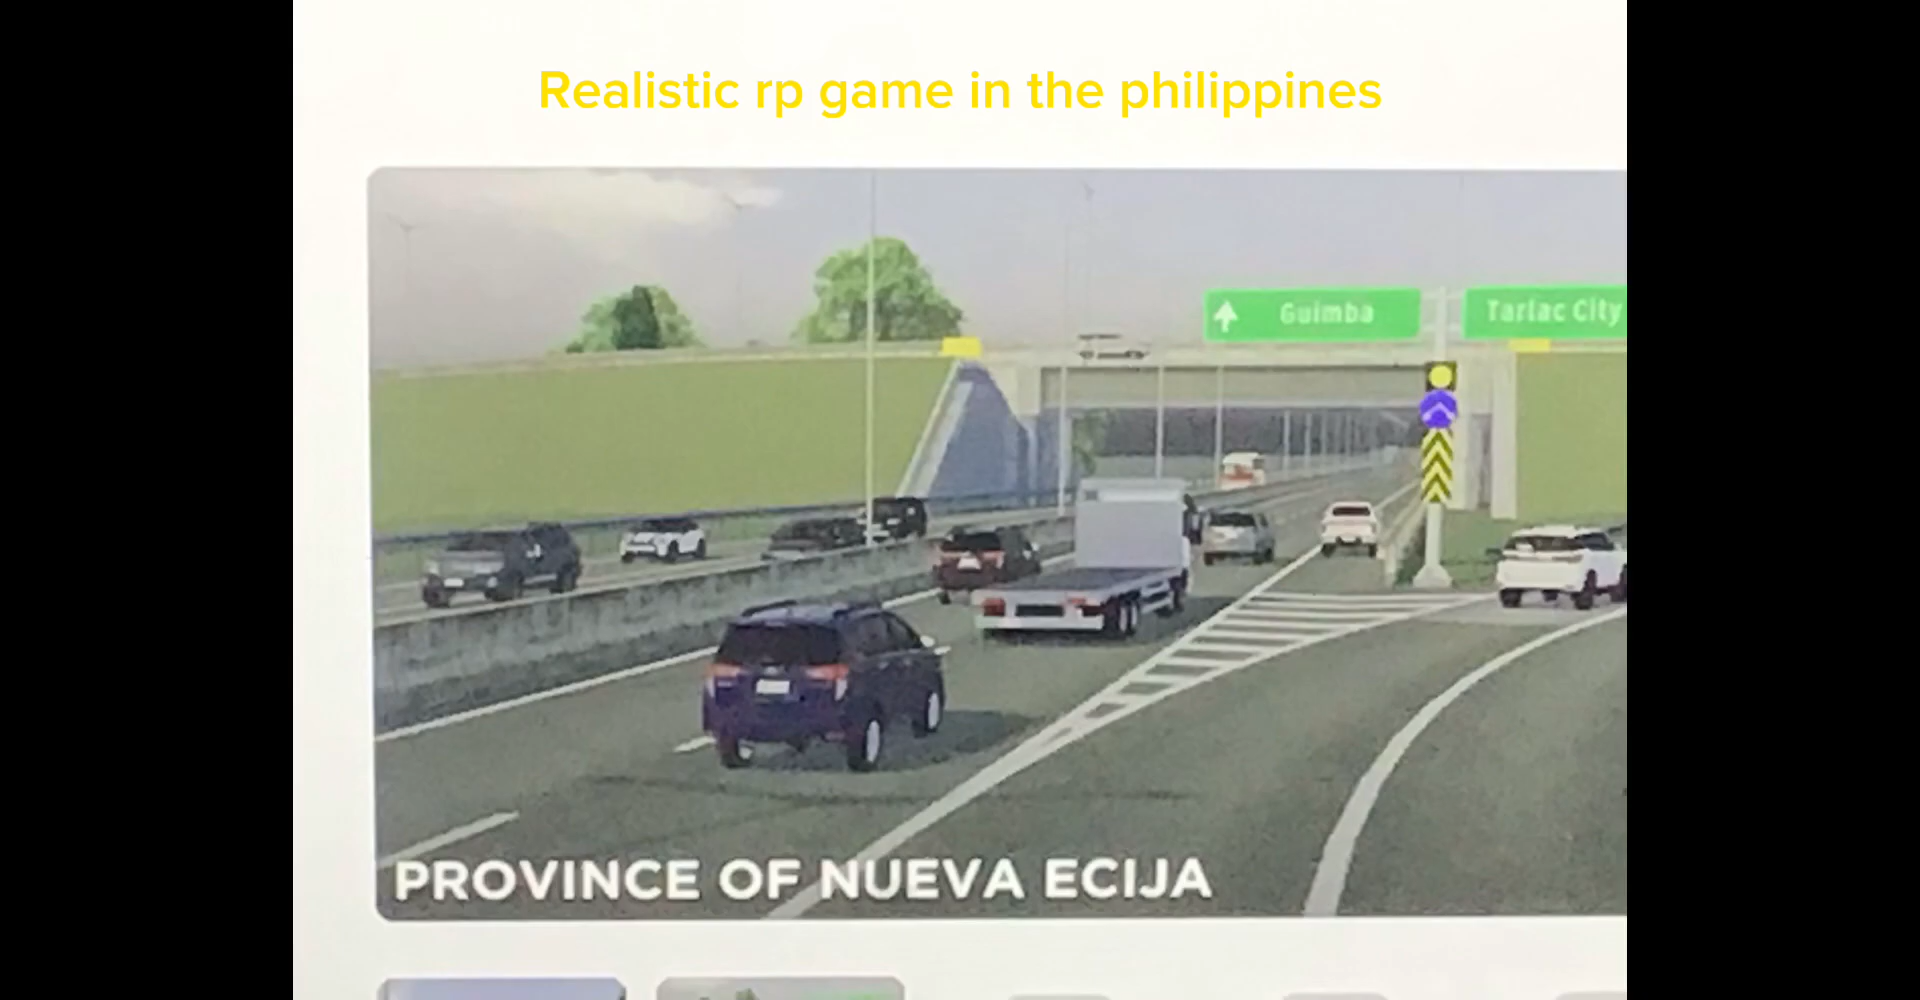 Realistic rp game in the philippines
Guimba
Tarlac City
PROVINCE OF NUEVA ECIJA